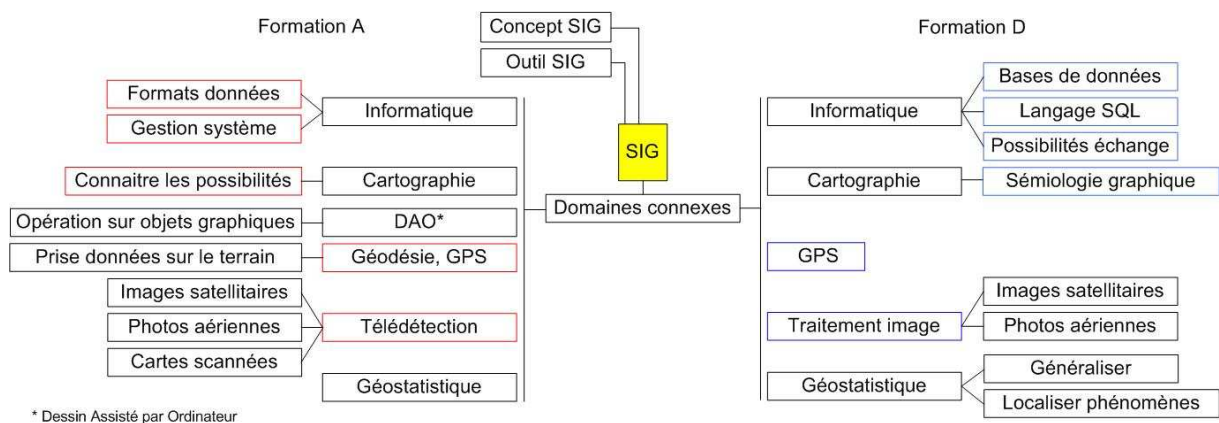 Formation A
Concept SIG
Formation D
Outil SIG
Formats données
Gestion système
Informatique
Connaitre les possibilités
Cartographie
Opération sur objets graphiques
DAO*
Prise données sur le terrain
Géodésie, GPS
Images satellitaires
Photos aériennes
Cartes scannées
Télédétection
Géostatistique
SIG
Domaines connexes
Informatique
Bases de données
Langage SQL
Possibilités échange
Cartographie
Sémiologie graphique
GPS
Traitement image
Images satellitaires
Photos aériennes
Géostatistique
Généraliser
Localiser phénomènes
* Dessin Assisté par Ordinateur